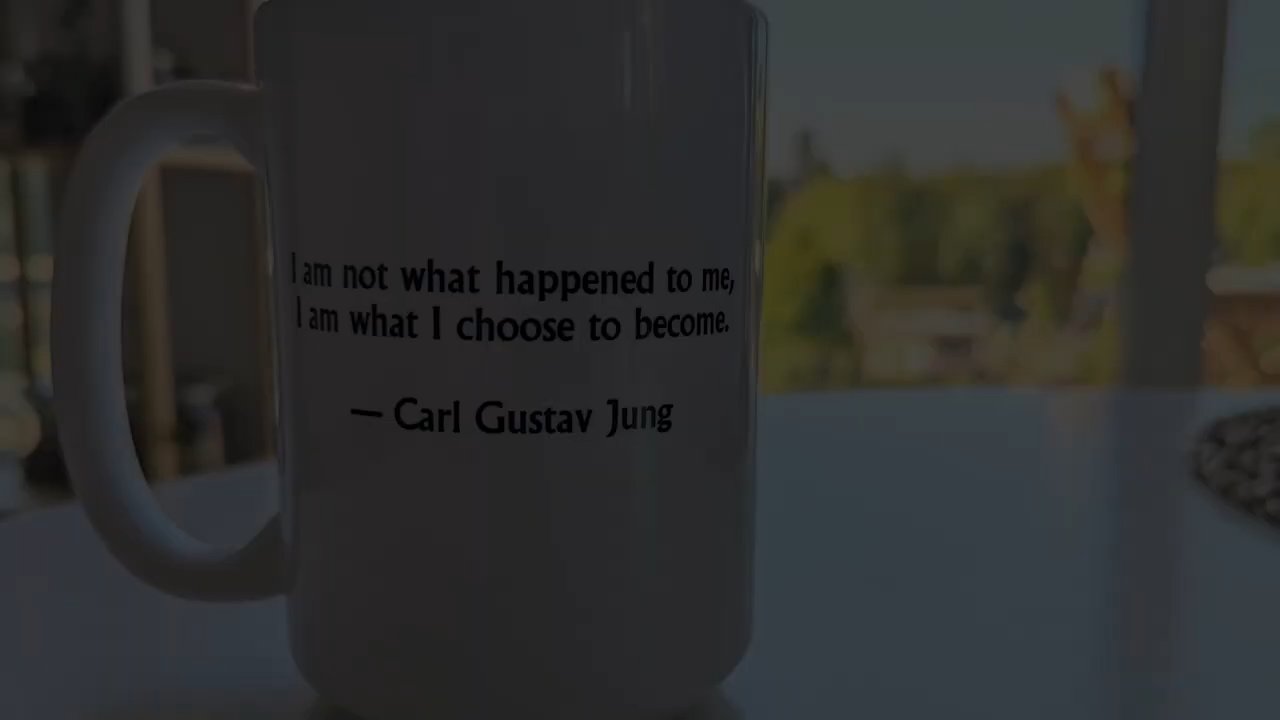 I am not what happened to me,
I am what I choose to become.
— Carl Gustav Jung